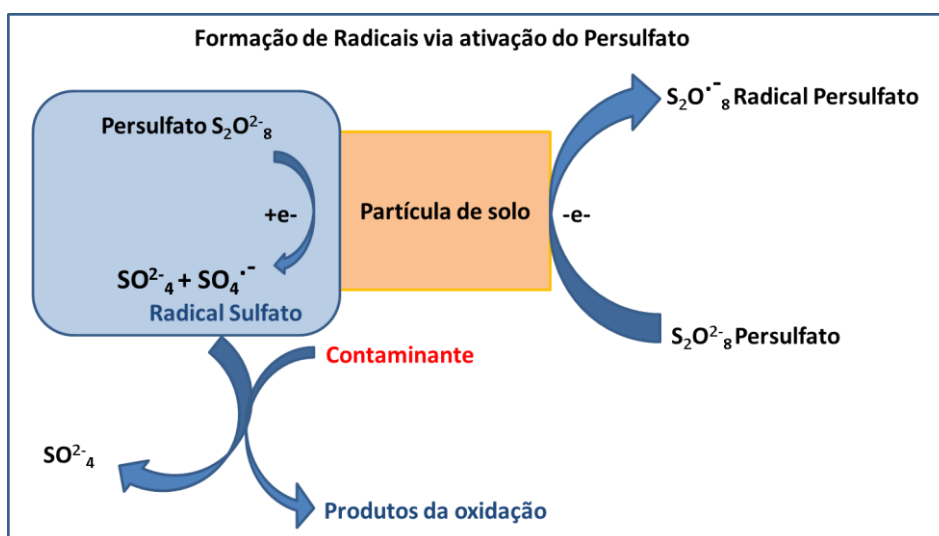 Formação de Radicais via ativação do Persulfato
Persulfato S₂O²⁻₈
+e-
SO²⁻₄ + SO₄·⁻
Radical Sulfato
Partícula de solo
-e-
S₂O·⁻₈ Radical Persulfato
S₂O²⁻₈ Persulfato
Contaminante
SO²⁻₄
Produtos da oxidação